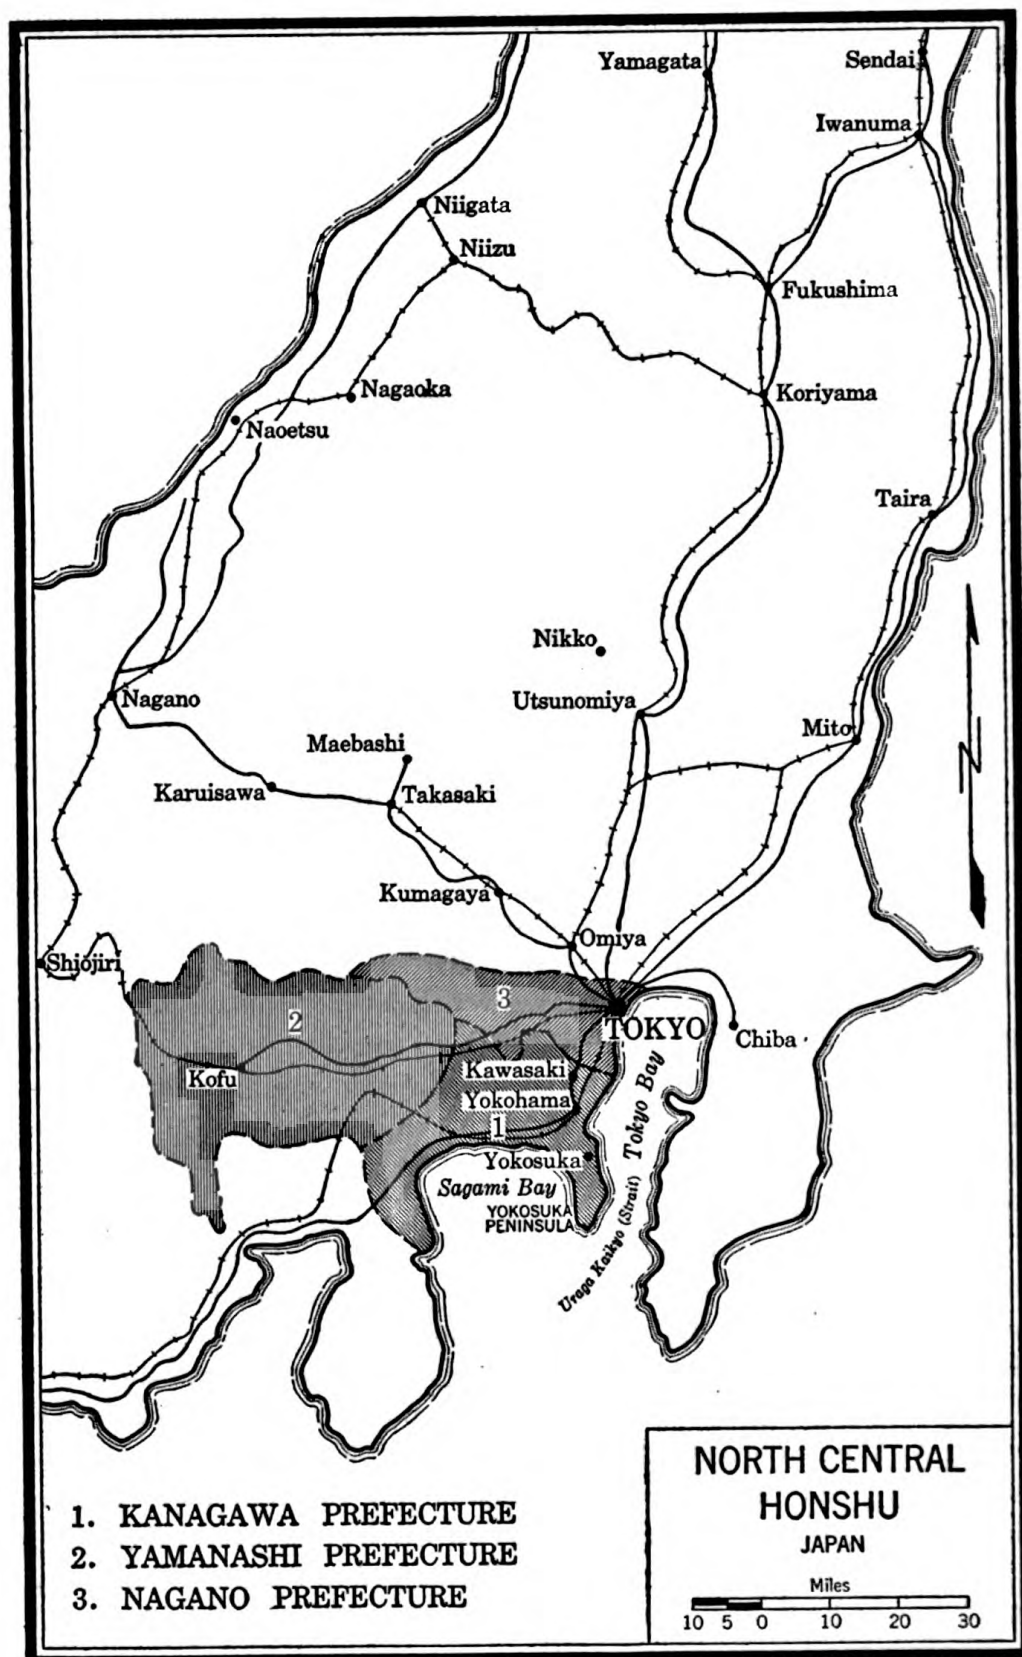 Yamagata
Sendai
Iwanuma
Niigata
Niizu
Fukushima
Nagaoka
Koriyama
Naoetsu
Taira
Nikko
Nagano
Utsunomiya
Mito
Maebashi
Karuisawa
Takasaki
Kumagaya
Omiya
Shiojiri
3
2
TOKYO
Chiba
Kofu
Kawasaki
Yokohama
1
Tokyo Bay
Yokosuka
Sagami Bay
YOKOSUKA
PENINSULA
Uraga Kaikyo (Strait)
1. KANAGAWA PREFECTURE
2. YAMANASHI PREFECTURE
3. NAGANO PREFECTURE
NORTH CENTRAL
HONSHU
JAPAN
Miles
10 5 0 10 20 30